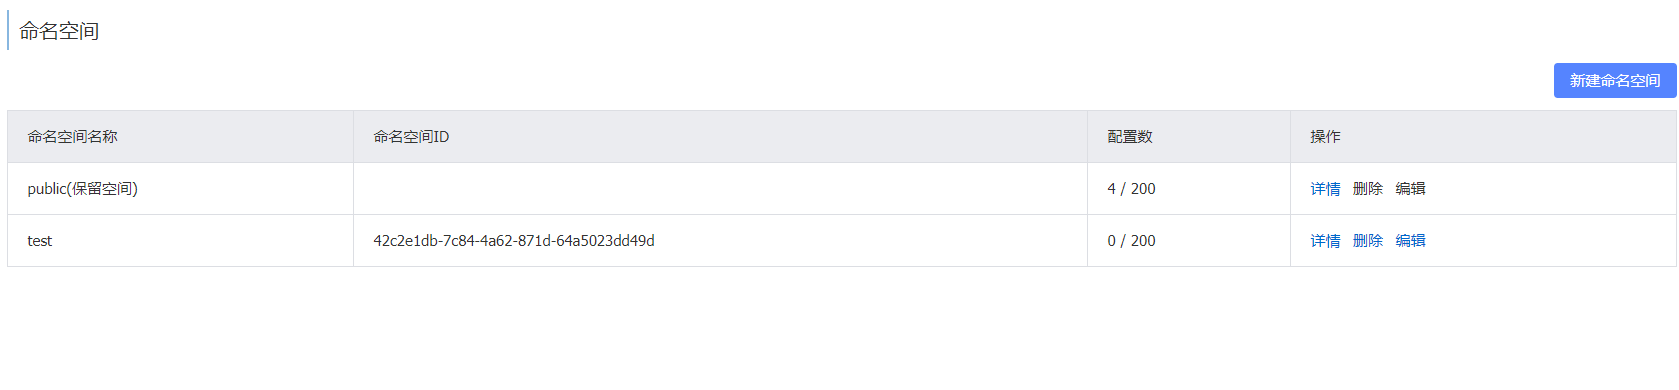 命名空间
新建命名空间
命名空间名称 命名空间ID 配置数 操作
public(保留空间) 4 / 200 详情 删除 编辑
test 42c2e1db-7c84-4a62-871d-64a5023dd49d 0 / 200 详情 删除 编辑